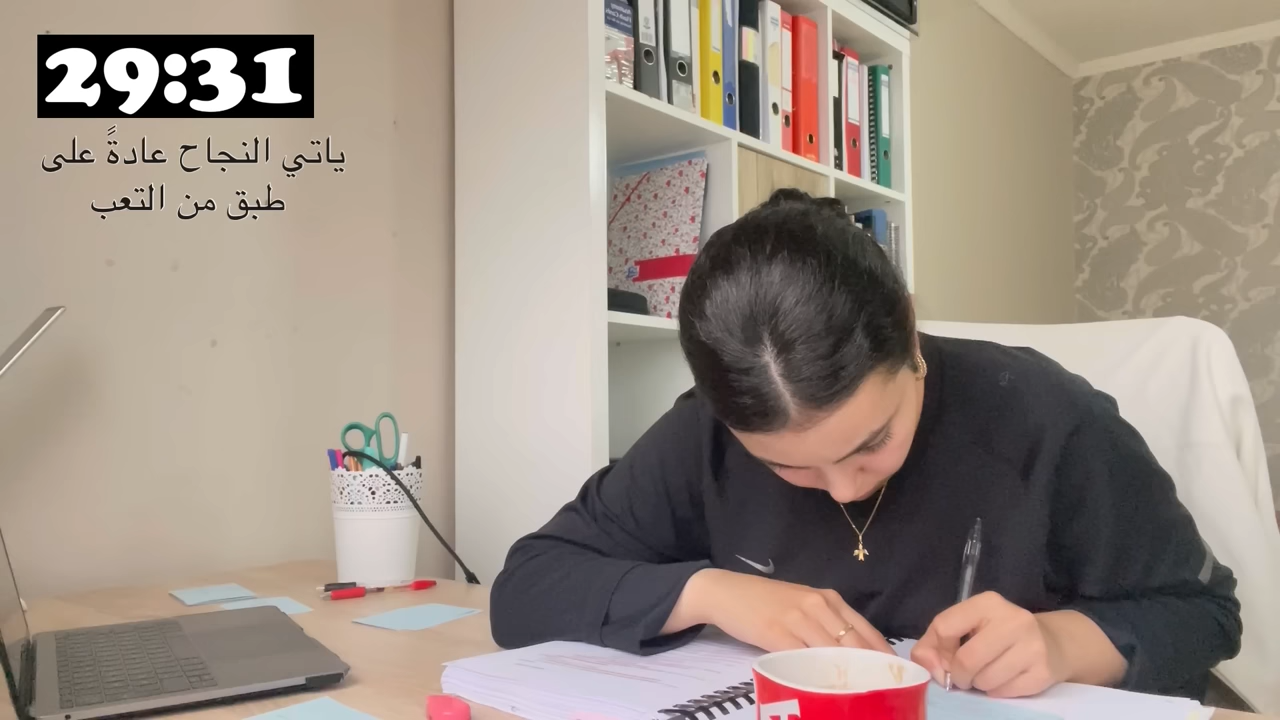 29:31
ياتي النجاح عادةً على
طبق من التعب